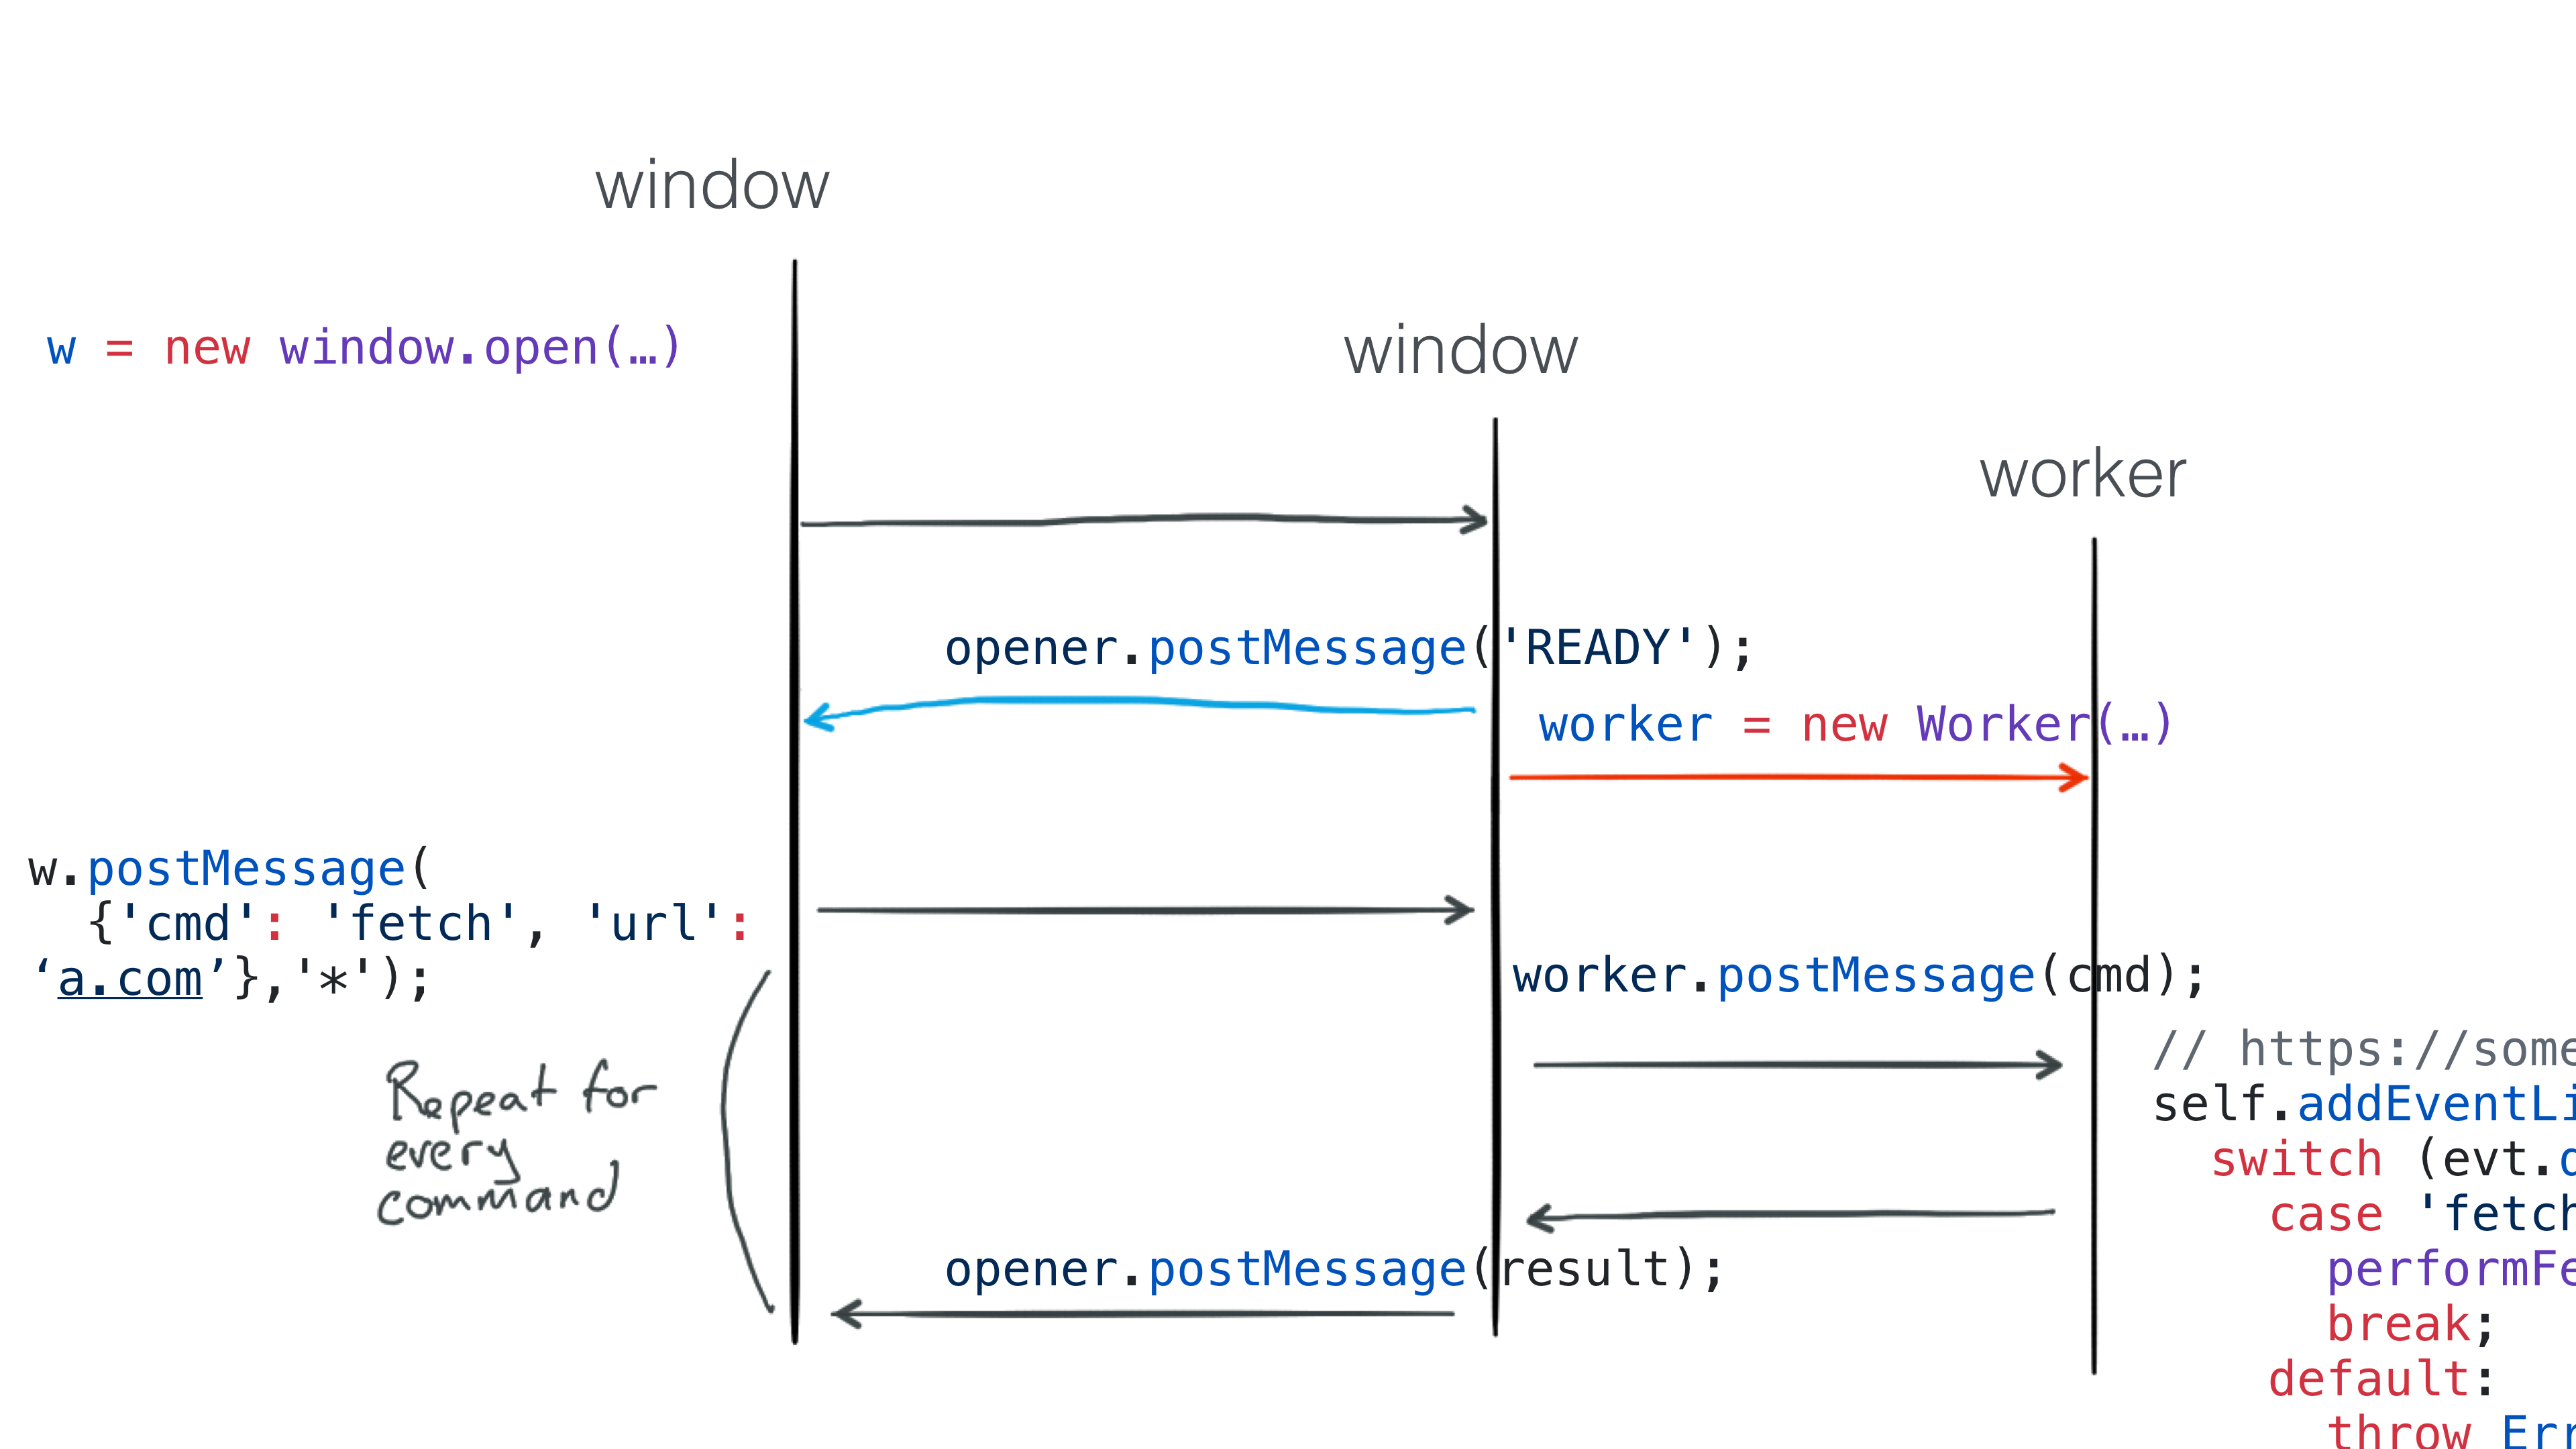 window
w = new window.open(…)
window
worker
opener.postMessage('READY');
worker = new Worker(…)
w.postMessage(
{'cmd': 'fetch', 'url':
‘a.com’},'*');
worker.postMessage(cmd);
// https://some
self.addEventLi
switch (evt.d
case 'fetch
performFe
break;
default:
throw Err
Repeat for
every
command
opener.postMessage(result);